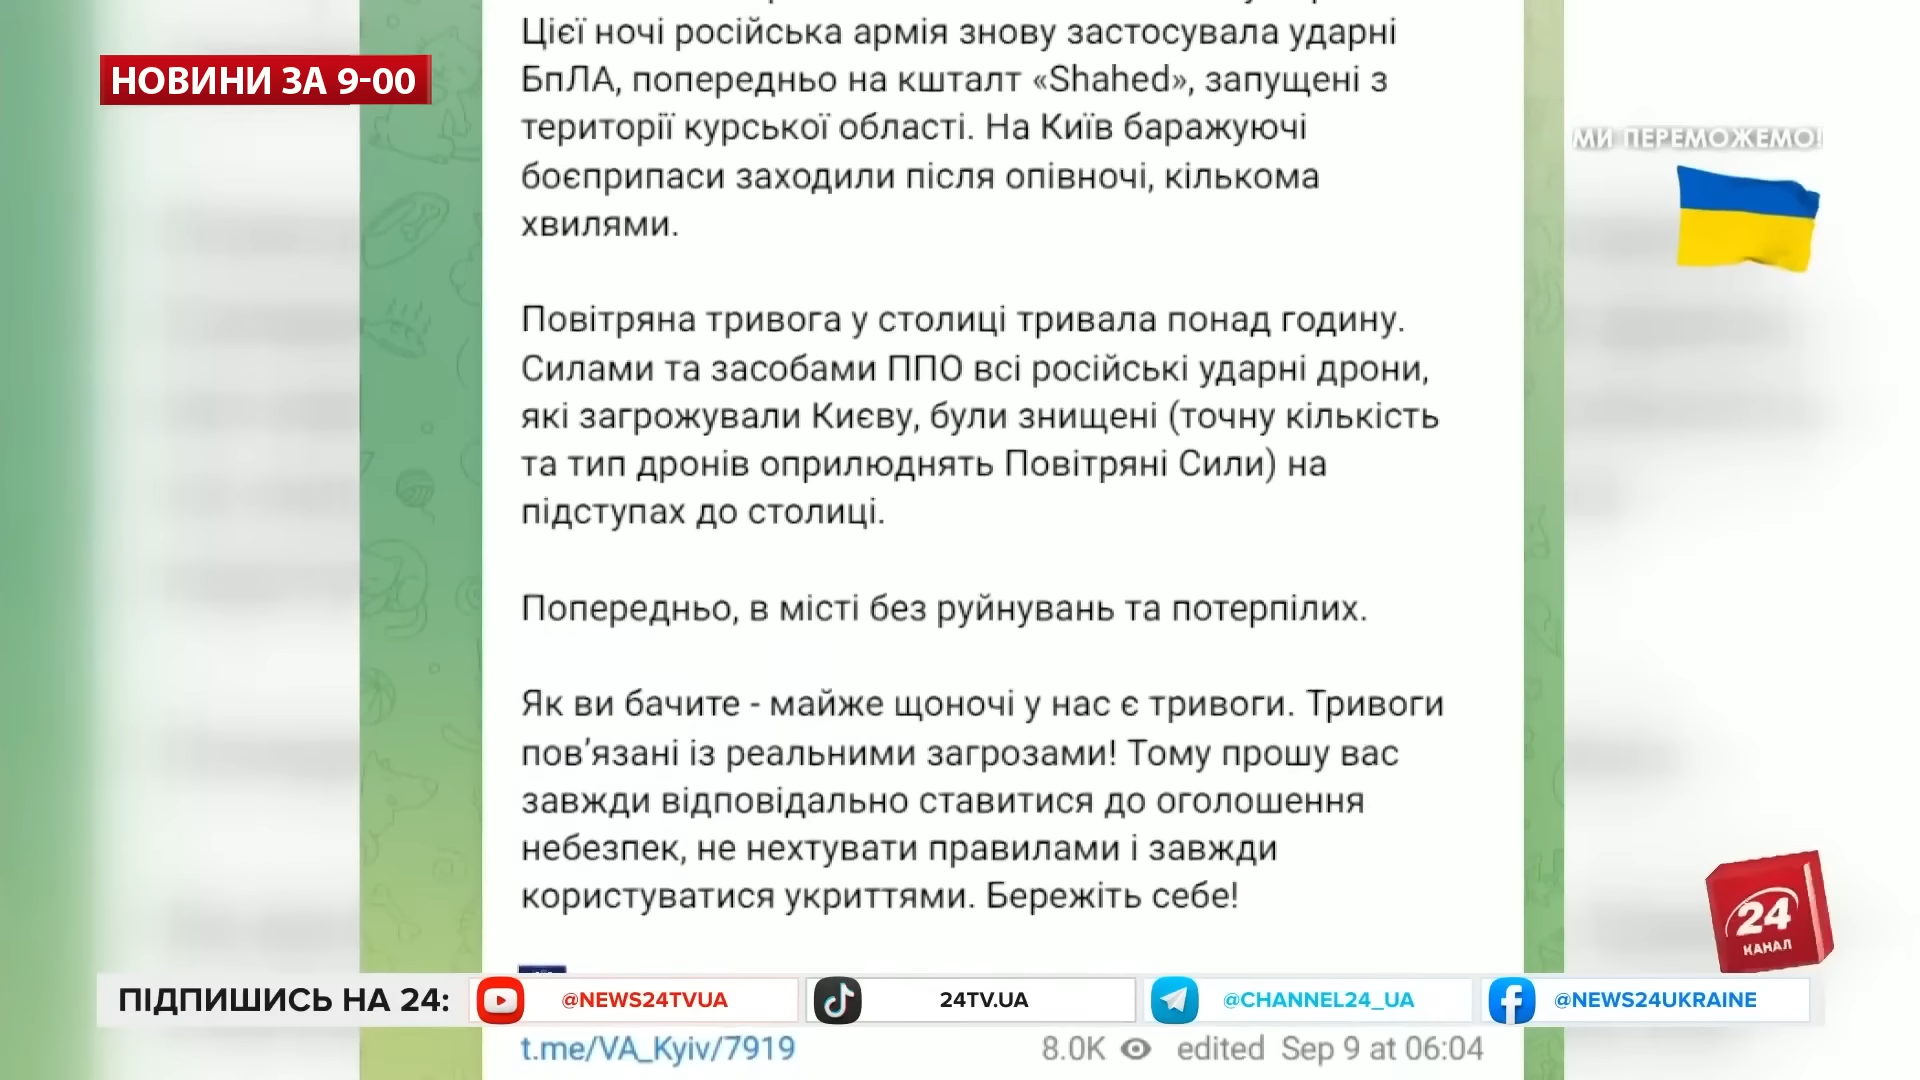 Цієї ночі російська армія знову застосувала ударні
НОВИНИ ЗА 9-00
БпЛА, попередньо на кшталт «Shahed», запущені з
території курської області. На Київ баражуючі
МИ ПЕРЕМОЖЕМО!
боєприпаси заходили після опівночі, кількома
хвилями.
Повітряна тривога у столиці тривала понад годину.
Силами та засобами ППО всі російські ударні дрони,
які загрожували Києву, були знищені (точну кількість
та тип дронів оприлюднять Повітряні Сили) на
підступах до столиці.
Попередньо, в місті без руйнувань та потерпілих.
Як ви бачите - майже щоночі у нас є тривоги. Тривоги
пов’язані із реальними загрозами! Тому прошу вас
завжди відповідально ставитися до оголошення
небезпек, не нехтувати правилами і завжди
користуватися укриттями. Бережіть себе!
24
КАНАЛ
ПІДПИШИСЬ НА 24: @NEWS24TVUA 24TV.UA @CHANNEL24_UA @NEWS24UKRAINE
t.me/VA_Kyiv/7919 8.0K edited Sep 9 at 06:04